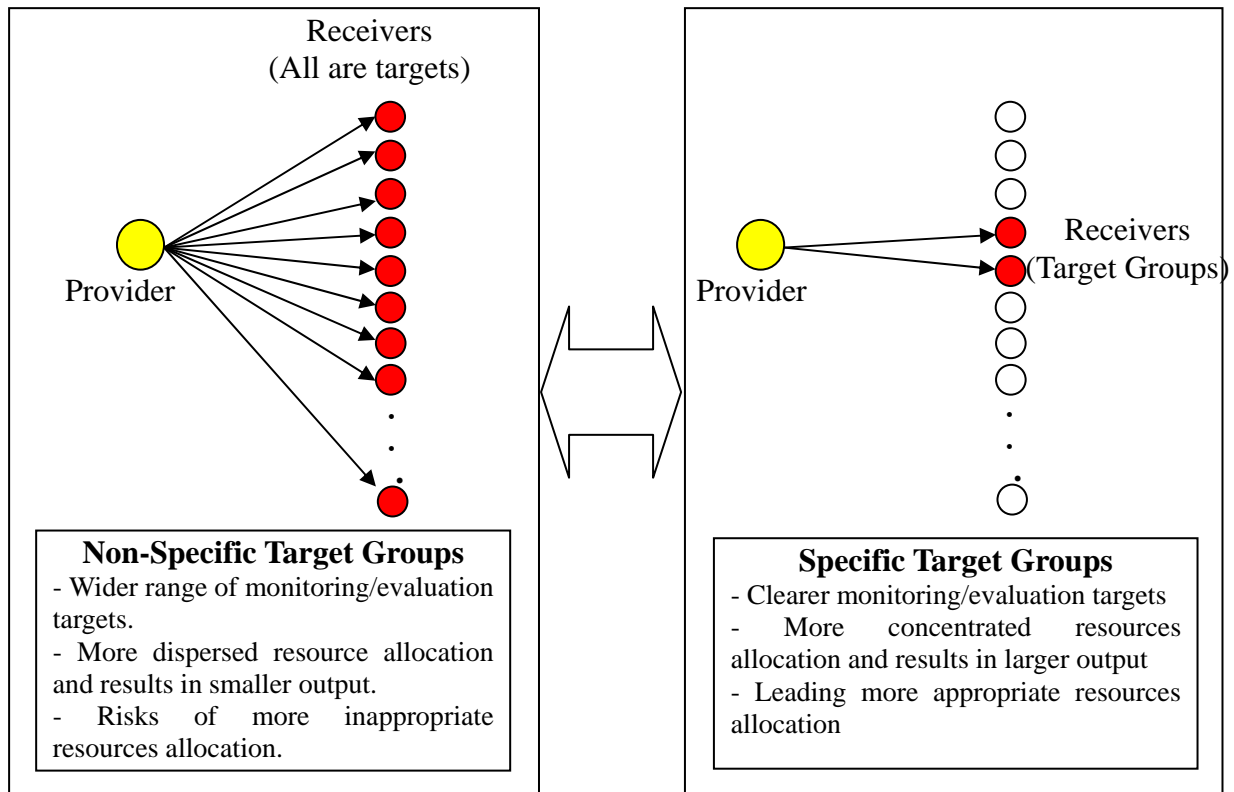 Receivers
(All are targets)
Provider
Non-Specific Target Groups
- Wider range of monitoring/evaluation
targets.
- More dispersed resource allocation
and results in smaller output.
- Risks of more inappropriate
resources allocation.
Receivers
(Target Groups)
Provider
Specific Target Groups
- Clearer monitoring/evaluation targets
- More concentrated resources
allocation and results in larger output
- Leading more appropriate resources
allocation